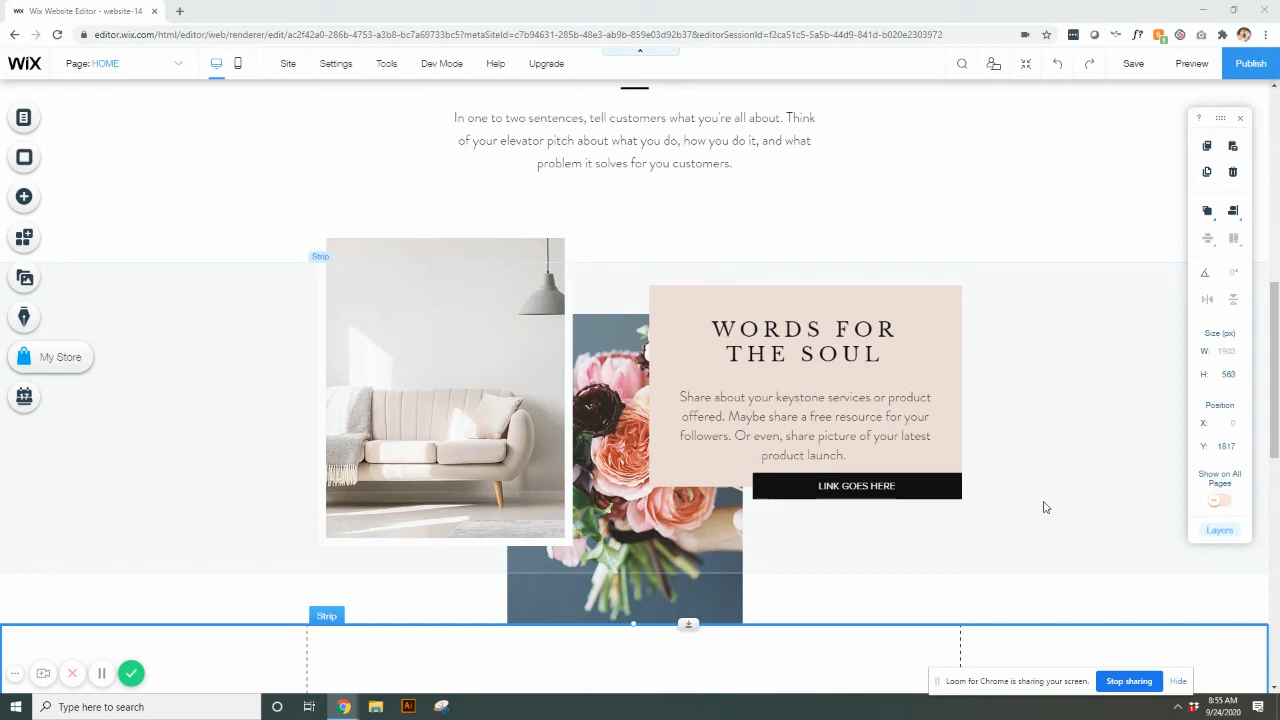 WiX Wix Website Editor - website-14
editor.wix.com/html/editor/web/renderer/edit/ac2f42a0-286b-4753-a3b8-bc7a69733bc5?metaSiteId=c7b94631-285b-48e3-ab9b-859e03d2b37e&editorSessionId=f2ca51c5-5a5b-44d9-841d-b020e2303972
WiX
Page: HOME
Site
Settings
Tools
Dev Mode
Help
Upgrade
Save
Preview
Publish
In one to two sentences, tell customers what you're all about. Think
of your elevator pitch about what you do, how you do it, and what
problem it solves for you customers.
Strip
WORDS FOR
THE SOUL
Share about your keystone services or product
offered. Maybe share a free resource for your
followers. Or even, share picture of your latest
product launch.
LINK GOES HERE
My Store
17
?
0°
Size (px)
W: 1903
H: 563
Position
X: 0
Y: 1817
Show on All
Pages
Layers
Strip
Loom for Chrome is sharing your screen.
Stop sharing
Hide
Type here to search
Ai
8:55 AM
9/24/2020